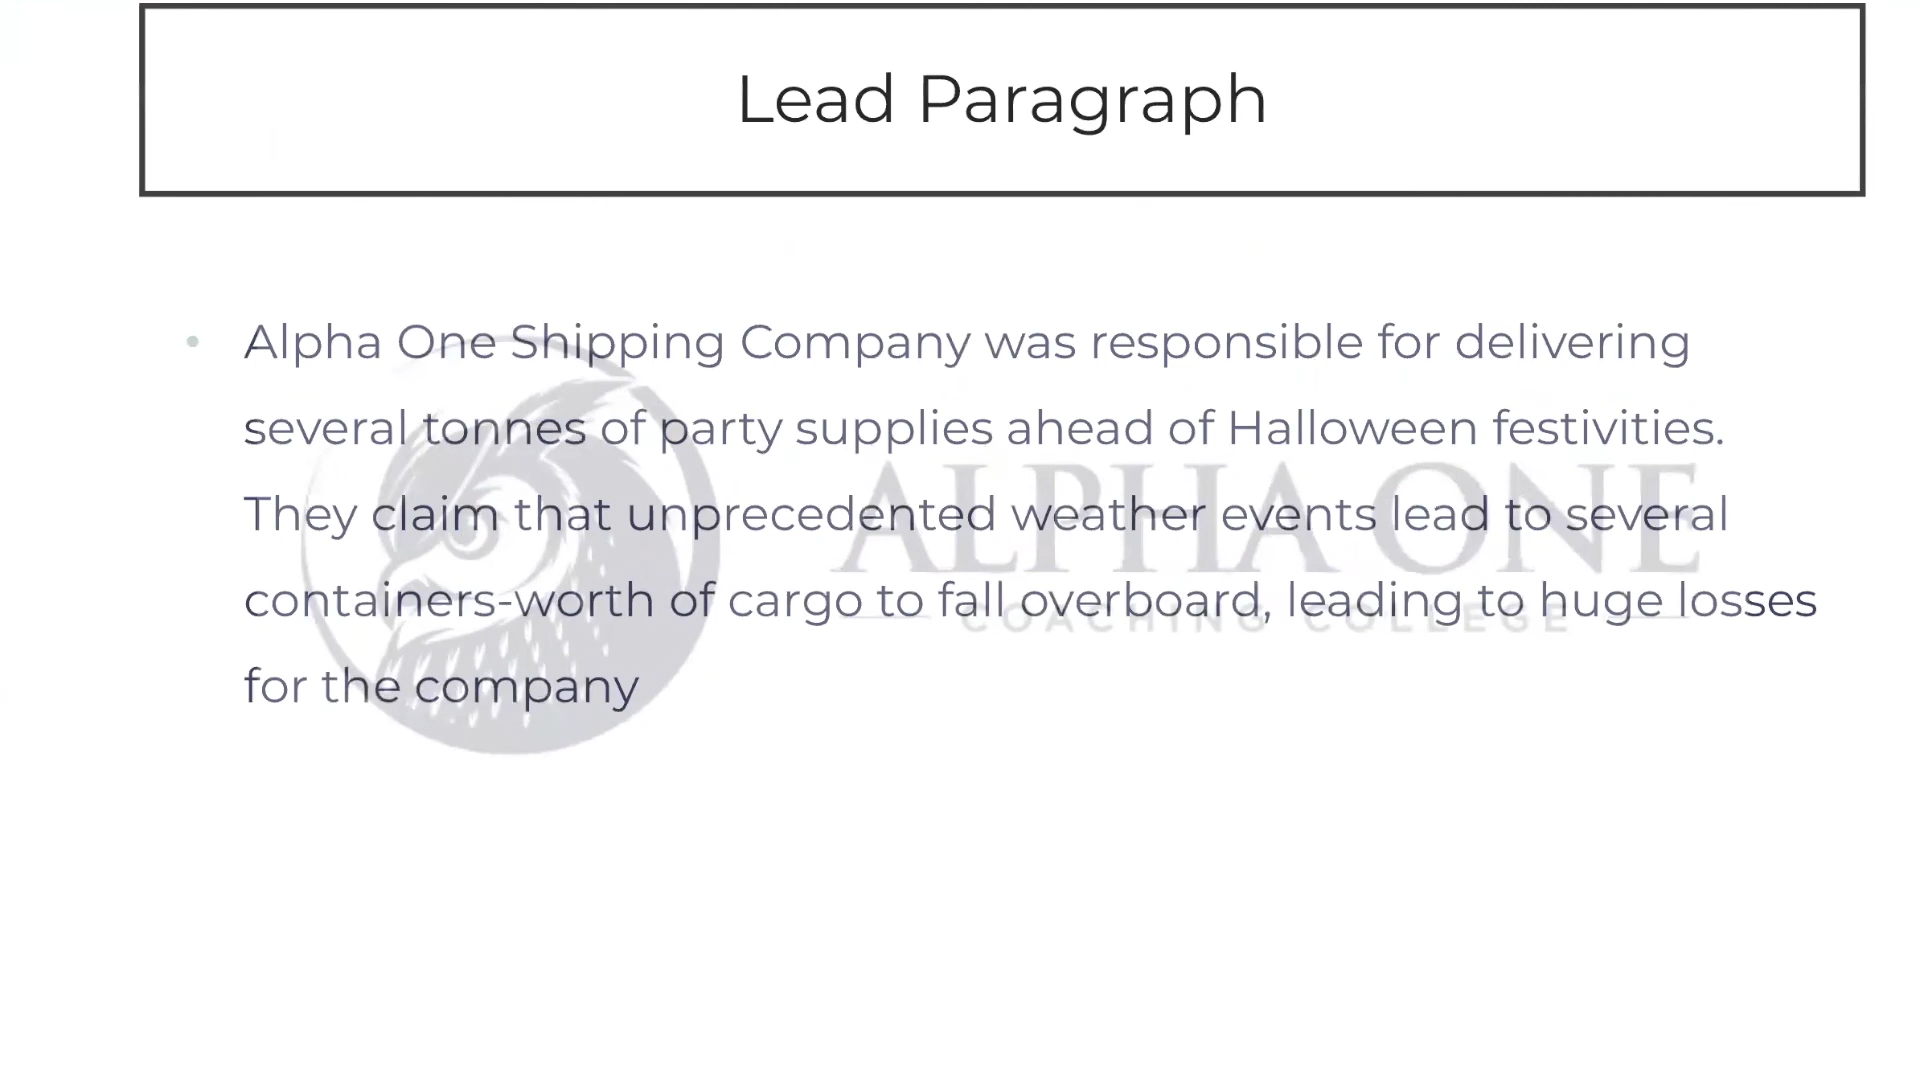 Lead Paragraph
• Alpha One Shipping Company was responsible for delivering
several tonnes of party supplies ahead of Halloween festivities.
They claim that unprecedented weather events lead to several
containers-worth of cargo to fall overboard, leading to huge losses
for the company
ALPHA ONE
COACHING COLLEGE